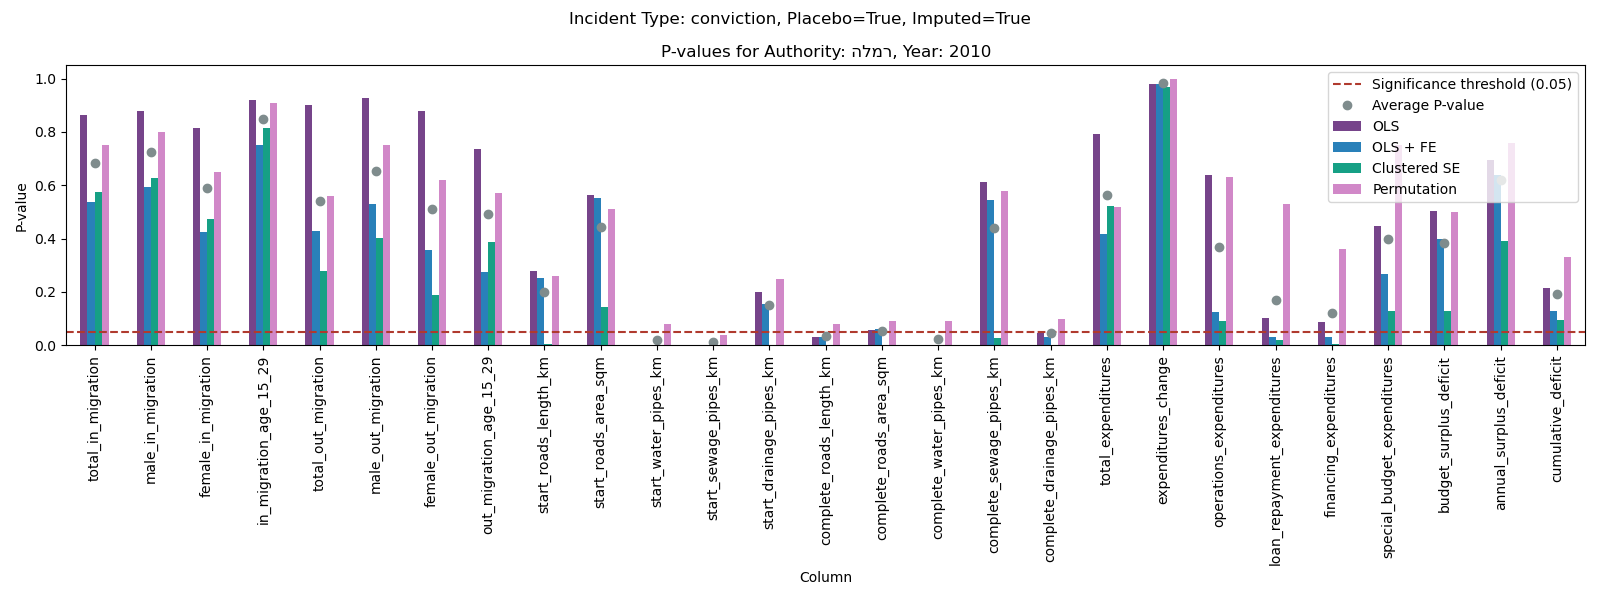 Incident Type: conviction, Placebo=True, Imputed=True
P-values for Authority: רמלה, Year: 2010
P-value
1.0
0.8
0.6
0.4
0.2
0.0
Significance threshold (0.05)
Average P-value
OLS
OLS + FE
Clustered SE
Permutation
total_in_migration
male_in_migration
female_in_migration
in_migration_age_15_29
total_out_migration
male_out_migration
female_out_migration
out_migration_age_15_29
start_roads_length_km
start_roads_area_sqm
start_water_pipes_km
start_sewage_pipes_km
start_drainage_pipes_km
complete_roads_length_km
complete_roads_area_sqm
complete_water_pipes_km
complete_sewage_pipes_km
complete_drainage_pipes_km
total_expenditures
expenditures_change
operations_expenditures
loan_repayment_expenditures
financing_expenditures
special_budget_expenditures
budget_surplus_deficit
annual_surplus_deficit
cumulative_deficit
Column